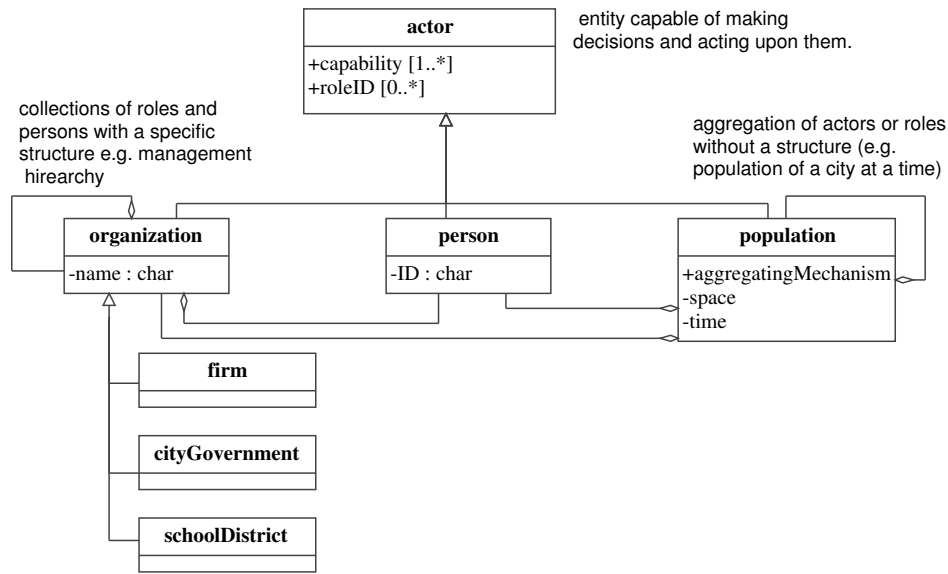 actor
+capability [1..*]
+roleID [0..*]
entity capable of making
decisions and acting upon them.
collections of roles and
persons with a specific
structure e.g. management
hirearchy
aggregation of actors or roles
without a structure (e.g.
population of a city at a time)
organization
-name : char
person
-ID : char
population
+aggregatingMechanism
-space
-time
firm
cityGovernment
schoolDistrict